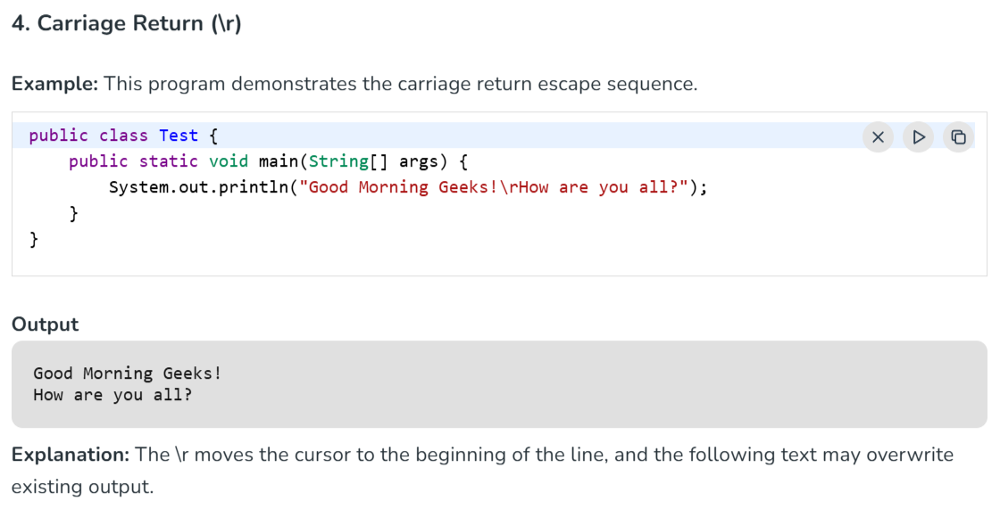 4. Carriage Return (\r)
Example: This program demonstrates the carriage return escape sequence.
public class Test {
    public static void main(String[] args) {
        System.out.println("Good Morning Geeks!\rHow are you all?");
    }
}
Output
Good Morning Geeks!
How are you all?
Explanation: The \r moves the cursor to the beginning of the line, and the following text may overwrite
existing output.